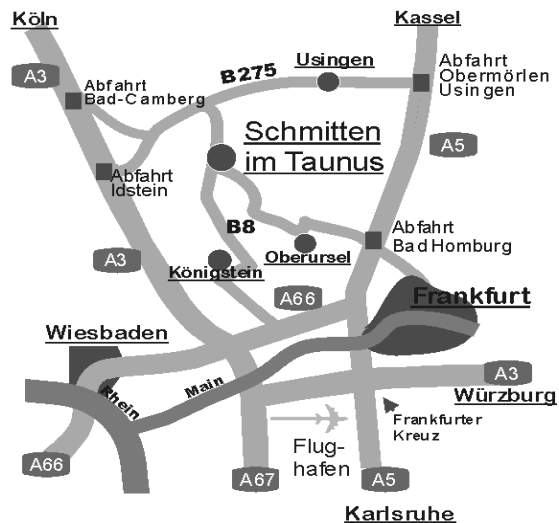 Köln
Kassel
A3
Abfahrt
Bad-Camberg
B275
Usingen
Abfahrt
Obermörlen
Usingen
Schmitten
im Taunus
A5
Abfahrt
Idstein
B8
A3
Königstein
Oberursel
Abfahrt
Bad Homburg
A66
Frankfurt
Wiesbaden
Rhein
Main
A3
Würzburg
Frankfurter
Kreuz
Flug-
hafen
A66
A67
A5
Karlsruhe